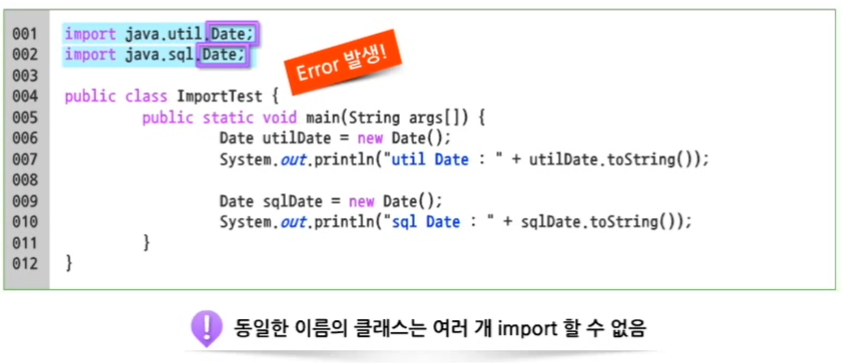 001 import java.util.Date;
002 import java.sql.Date;
Error 발생!
003
004 public class ImportTest {
005 public static void main(String args[]) {
006 Date utilDate = new Date();
007 System.out.println("util Date : " + utilDate.toString());
008
009 Date sqlDate = new Date();
010 System.out.println("sql Date : " + sqlDate.toString());
011 }
012 }
! 동일한 이름의 클래스는 여러 개 import 할 수 없음